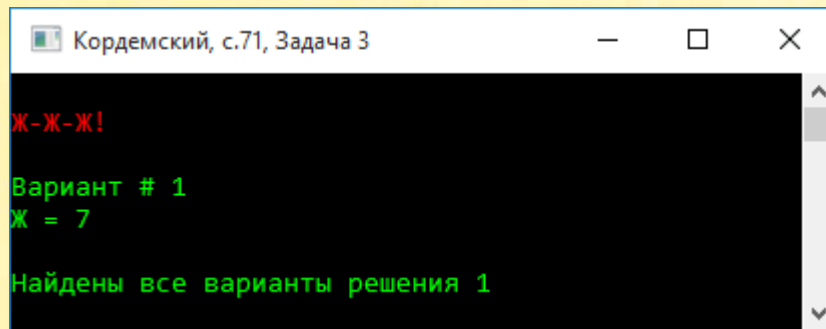 Кордемский, с.71, Задача 3
Ж-Ж-Ж!
Вариант # 1
Ж = 7
Найдены все варианты решения 1